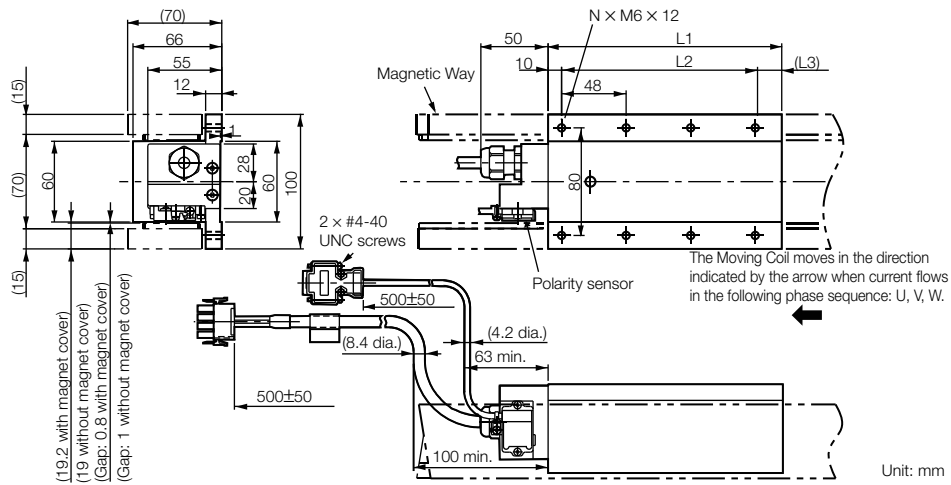 (70)
66
55
12
(15)
1
60
(70)
28
20
60
100
(15)
(19.2 with magnet cover)
(19 without magnet cover)
(Gap: 0.8 with magnet cover)
(Gap: 1 without magnet cover)
N × M6 × 12
50
L1
10
L2
(L3)
48
Magnetic Way
80
Polarity sensor
The Moving Coil moves in the direction
indicated by the arrow when current flows
in the following phase sequence: U, V, W.
2 × #4-40
UNC screws
500±50
(4.2 dia.)
(8.4 dia.)
63 min.
500±50
100 min.
Unit: mm